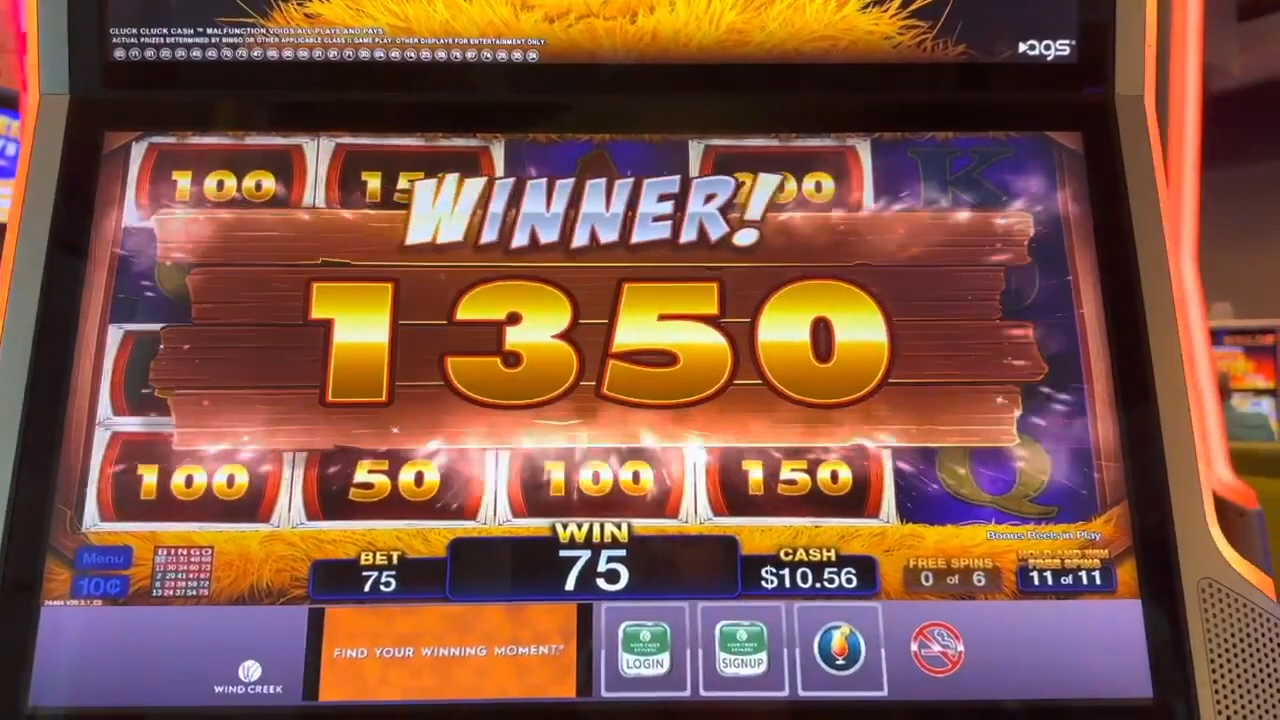 CLUCK CLUCK CASH ™ MALFUNCTION VOIDS ALL PLAYS AND PAYS
ACTUAL PRIZES DETERMINED BY BINGO OR OTHER APPLICABLE CLASS II GAME PLAY. OTHER DISPLAYS FOR ENTERTAINMENT ONLY.
ags
100
K
WINNER!
1350
100 50 100 150 Q
Bonus Reels in Play
Menu
10¢
BINGO
BET
75
WIN
75
CASH
$10.56
FREE SPINS
0 of 6
HOLD AND WIN
FREE SPINS
11 of 11
WIND CREEK
FIND YOUR WINNING MOMENT.®
LOGIN
SIGNUP